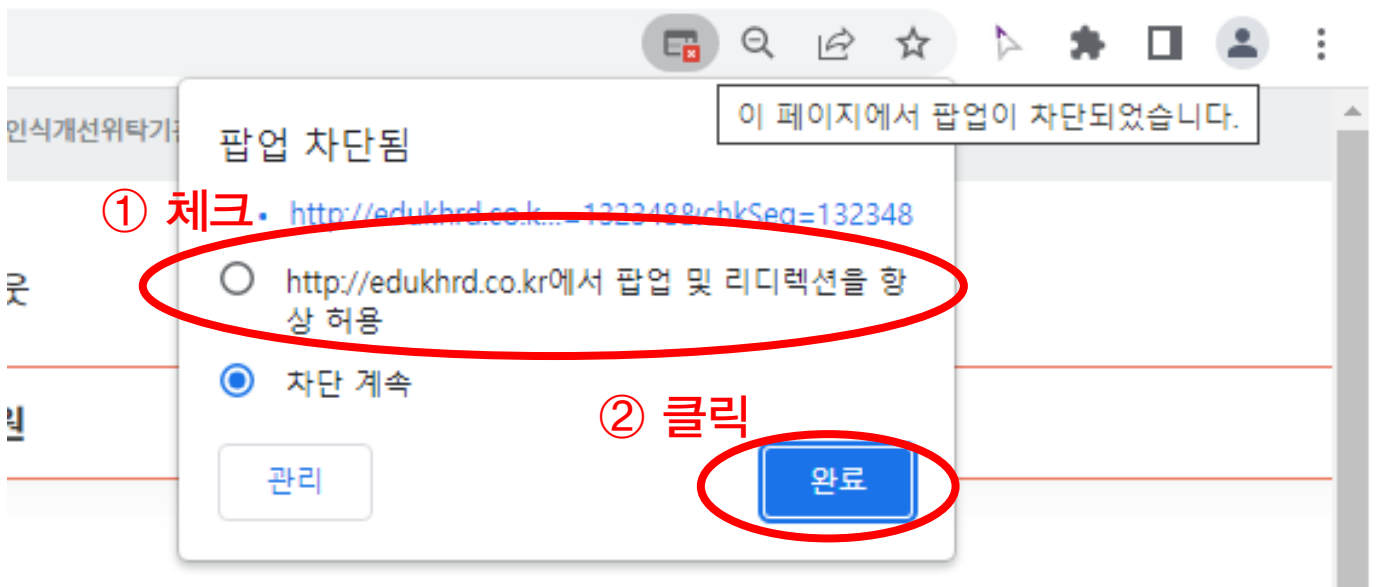 이 페이지에서 팝업이 차단되었습니다.
인식개선위탁기
팝업 차단됨
① 체크
• http://edukhrd.co.k...=132348&chkSeq=132348
http://edukhrd.co.kr에서 팝업 및 리디렉션을 항
상 허용
웃
차단 계속
원
② 클릭
관리
완료